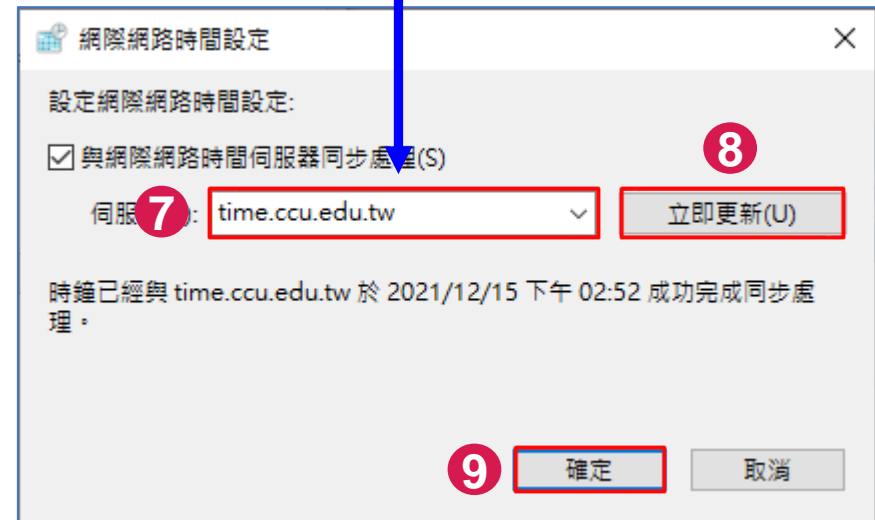 網際網路時間設定
設定網際網路時間設定:
與網際網路時間伺服器同步處理(S)
8
伺服 7 ): time.ccu.edu.tw 立即更新(U)
時鐘已經與 time.ccu.edu.tw 於 2021/12/15 下午 02:52 成功完成同步處
理。
9 確定 取消